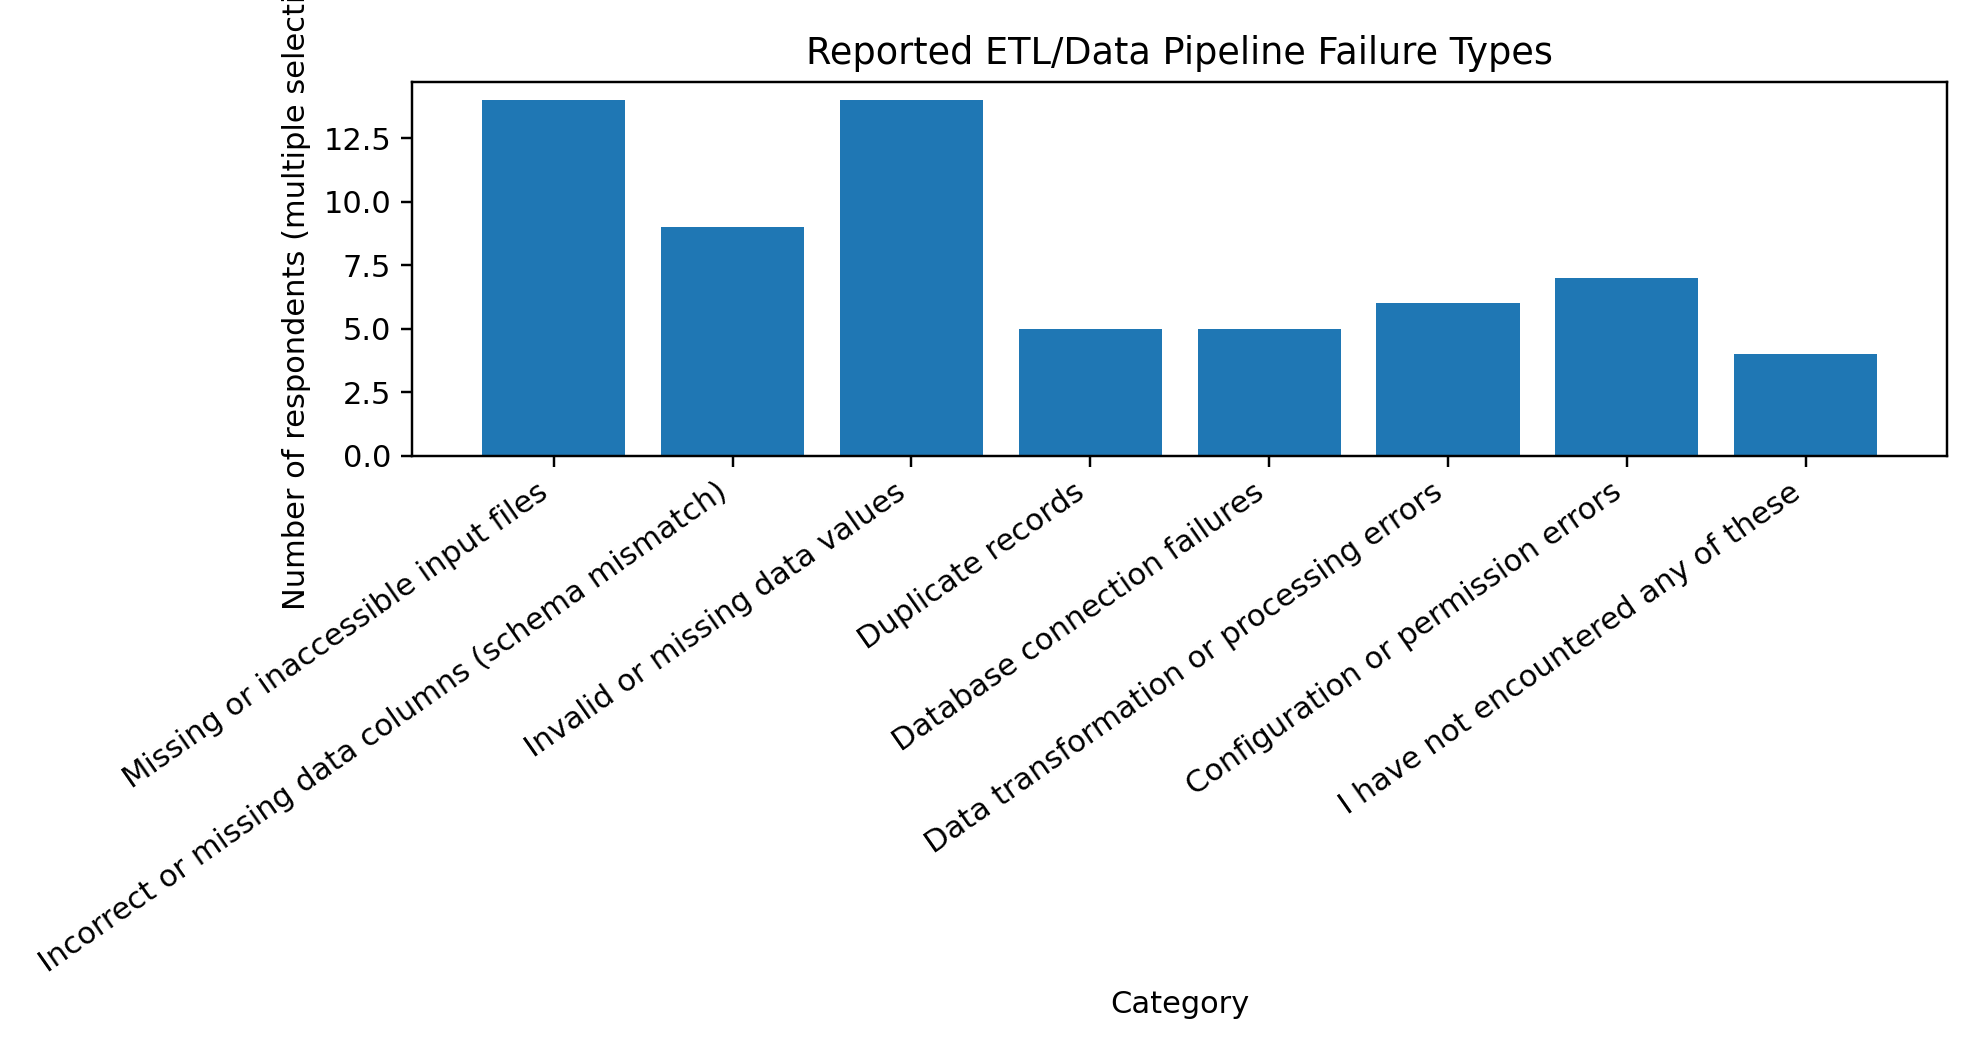 Reported ETL/Data Pipeline Failure Types
Number of respondents (multiple
12.5
10.0
7.5
5.0
2.5
0.0
Missing or inaccessible input files
Incorrect or missing data columns (schema mismatch)
Invalid or missing data values
Duplicate records
Database connection failures
Data transformation or processing errors
Configuration or permission errors
I have not encountered any of these
Category